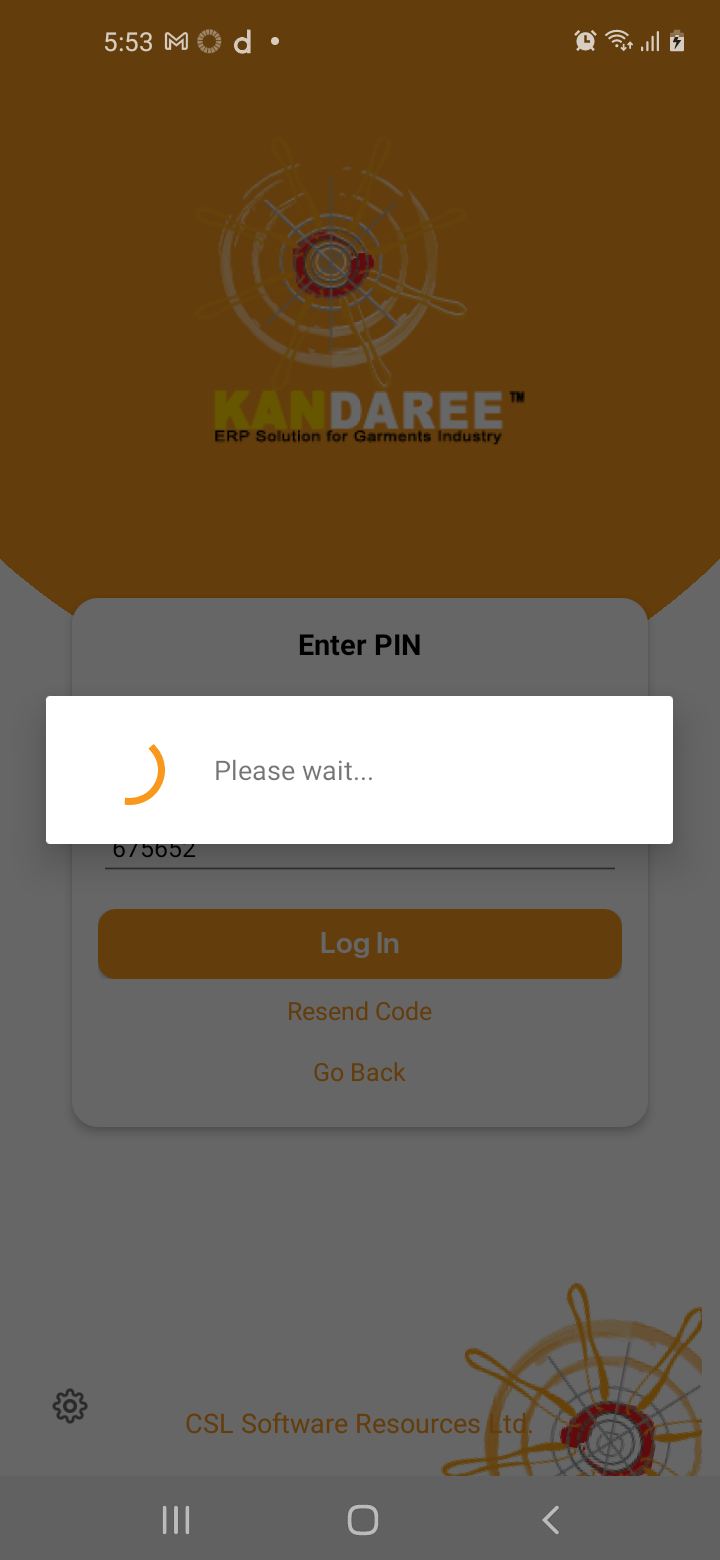 5:53
KANDAREE™
ERP Solution for Garments Industry
Enter PIN
Please wait...
675652
Log In
Resend Code
Go Back
CSL Software Resources Ltd.